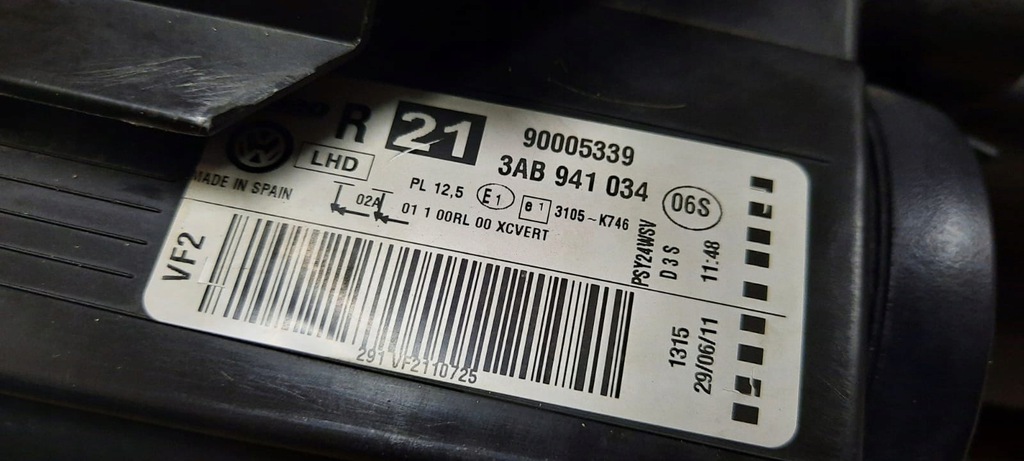 R 21 90005339
LHD 3AB 941 034
MADE IN SPAIN
PL 12,5 E1 e1 3105-K746 06S
02A 01 1 00RL 00 XCVERT
PSY24WSV
D3S
11:48
VF2
291 VF2110725
1315
29/06/11